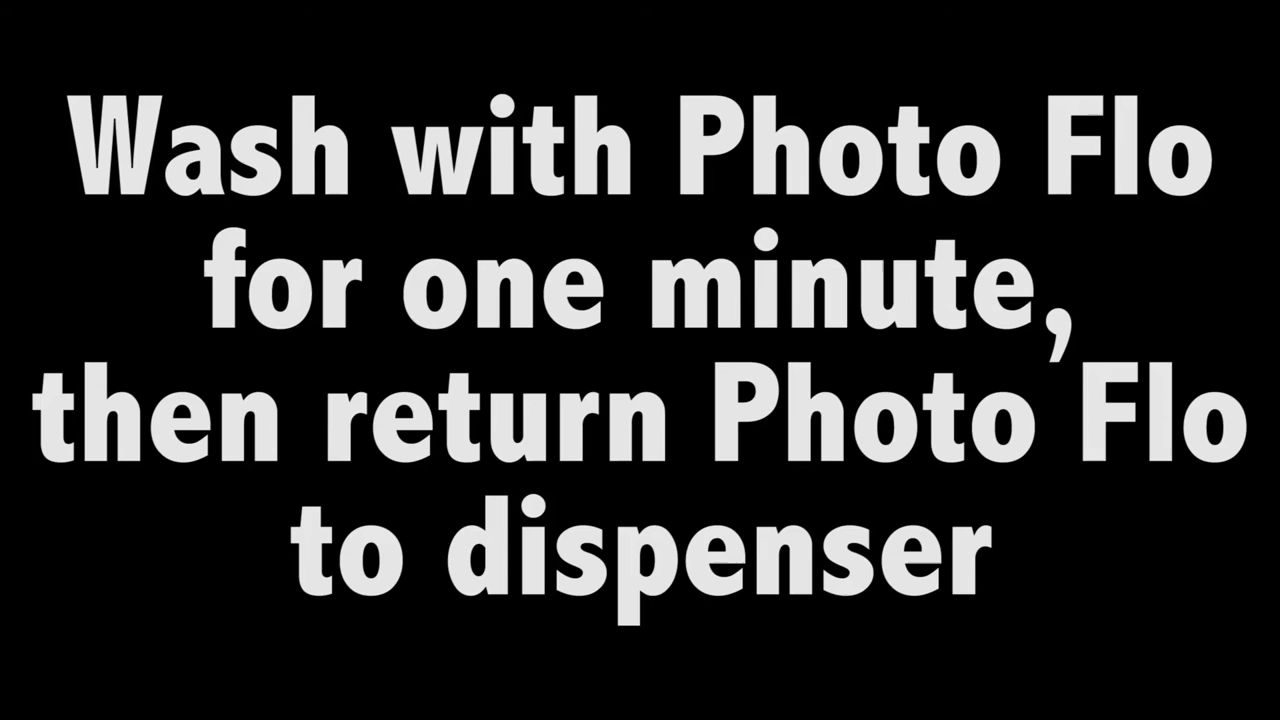 Wash with Photo Flo
for one minute,
then return Photo Flo
to dispenser